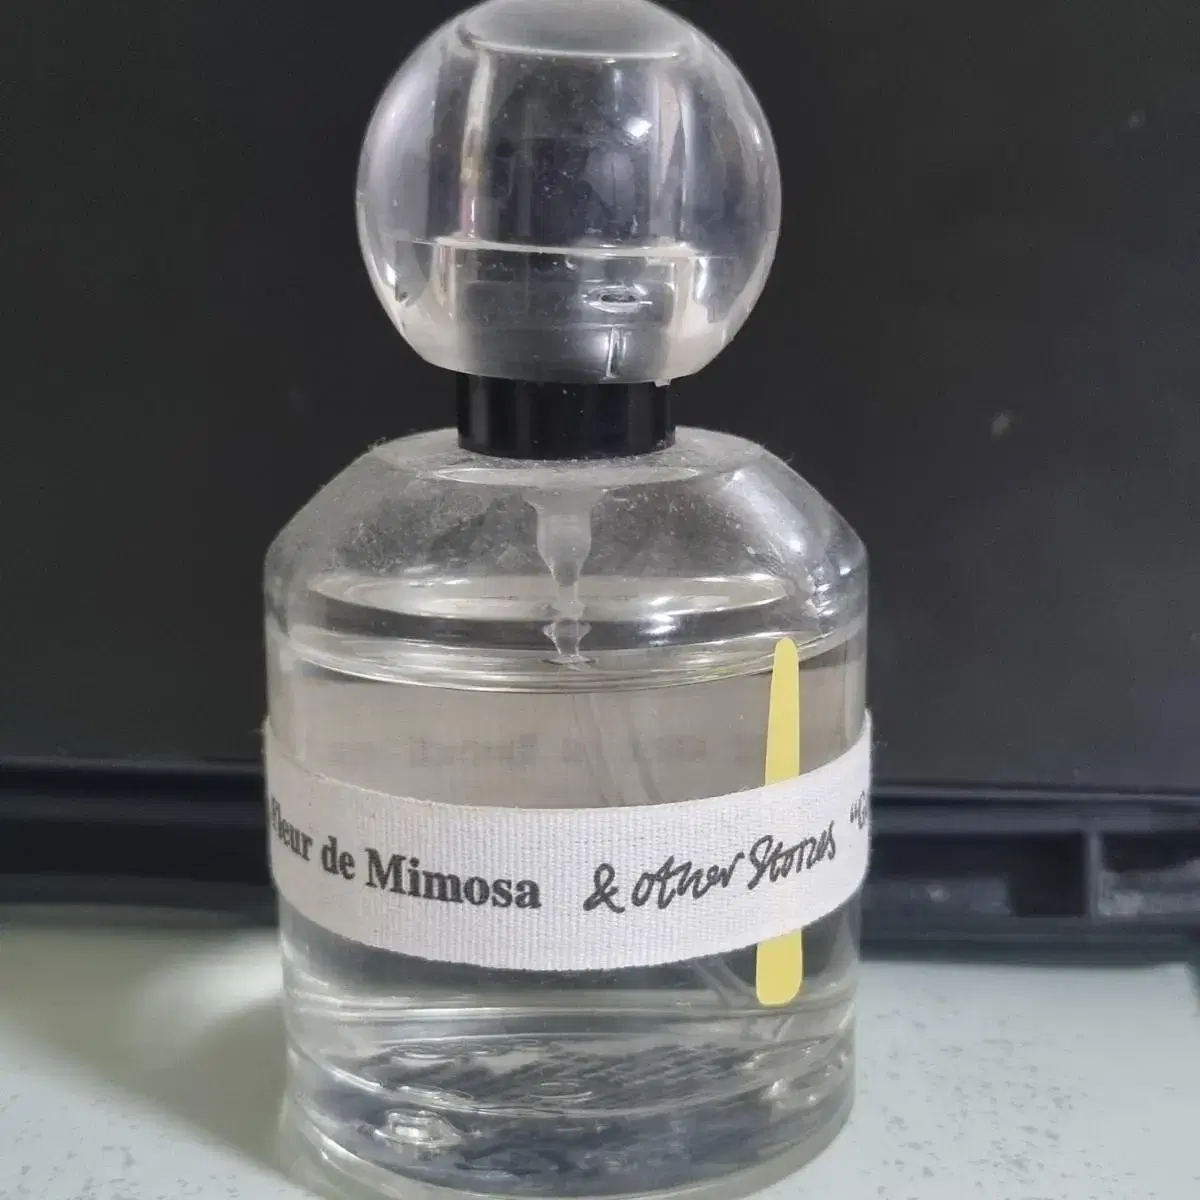 Fleur de Mimosa & other Stories